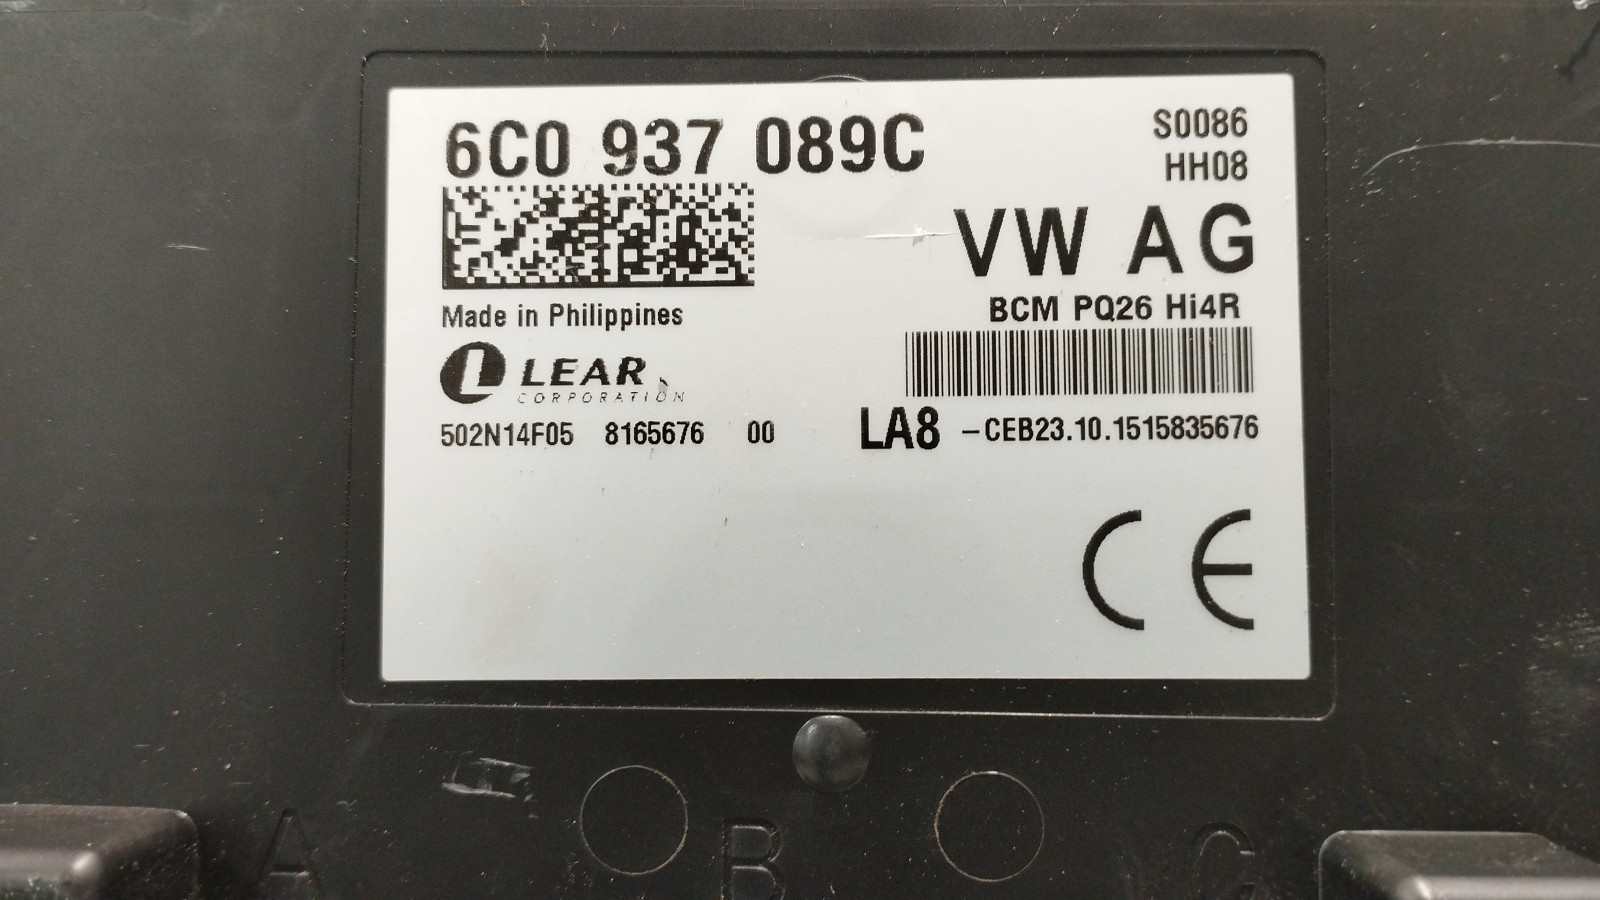 6C0 937 089C
S0086
HH08
VW AG
BCM PQ26 Hi4R
Made in Philippines
LEAR
CORPORATION
502N14F05 8165676 00
LA8 -CEB23.10.1515835676
CE
A B C